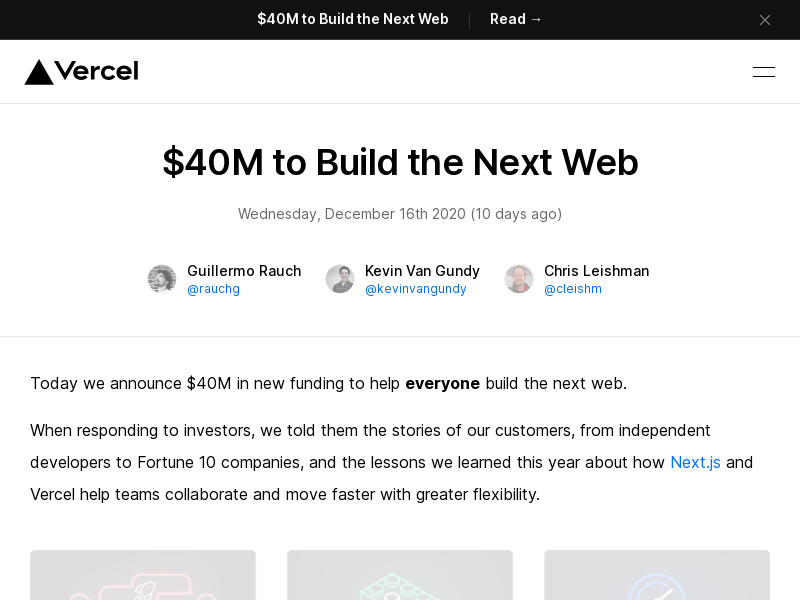 $40M to Build the Next Web
Read →
Vercel
$40M to Build the Next Web
Wednesday, December 16th 2020 (10 days ago)
Guillermo Rauch
@rauchg
Kevin Van Gundy
@kevinvangundy
Chris Leishman
@cleishm
Today we announce $40M in new funding to help everyone build the next web.
When responding to investors, we told them the stories of our customers, from independent
developers to Fortune 10 companies, and the lessons we learned this year about how Next.js and
Vercel help teams collaborate and move faster with greater flexibility.